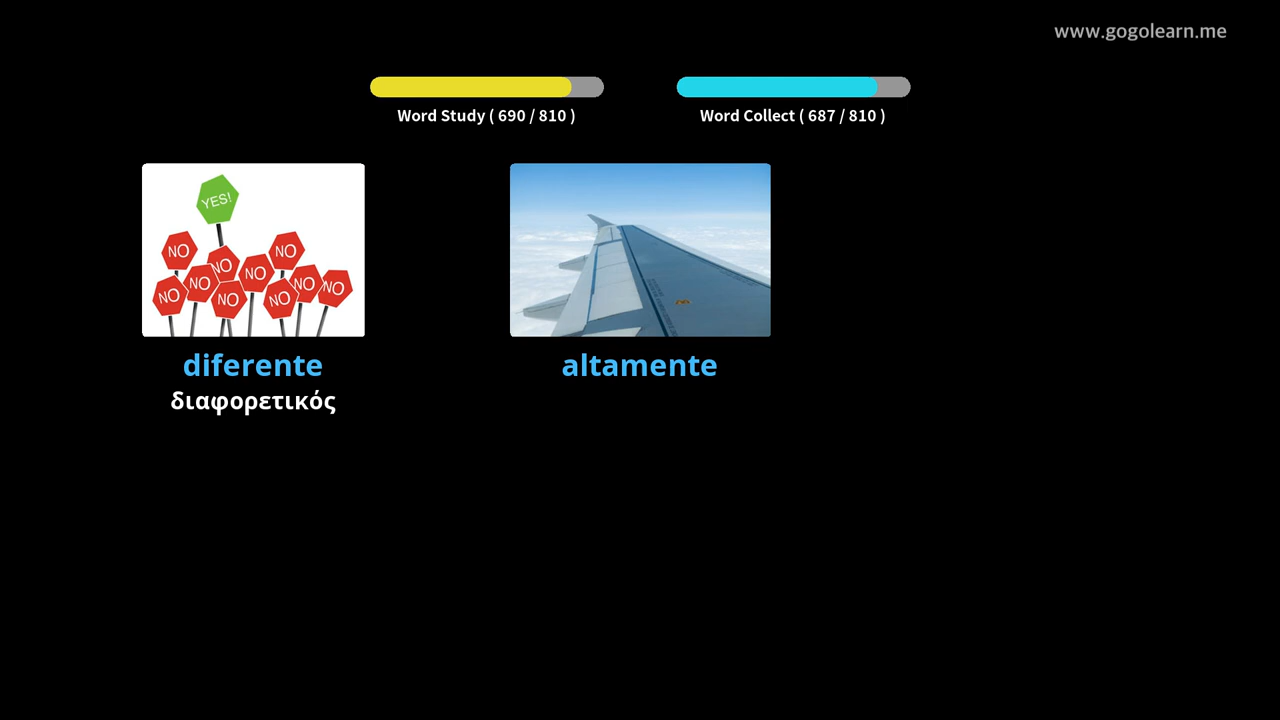 www.gogolearn.me
Word Study ( 690 / 810 )
Word Collect ( 687 / 810 )
YES!
NO
NO
NO
NO
NO
NO
NO
NO
NO
NO
diferente
διαφορετικός
altamente